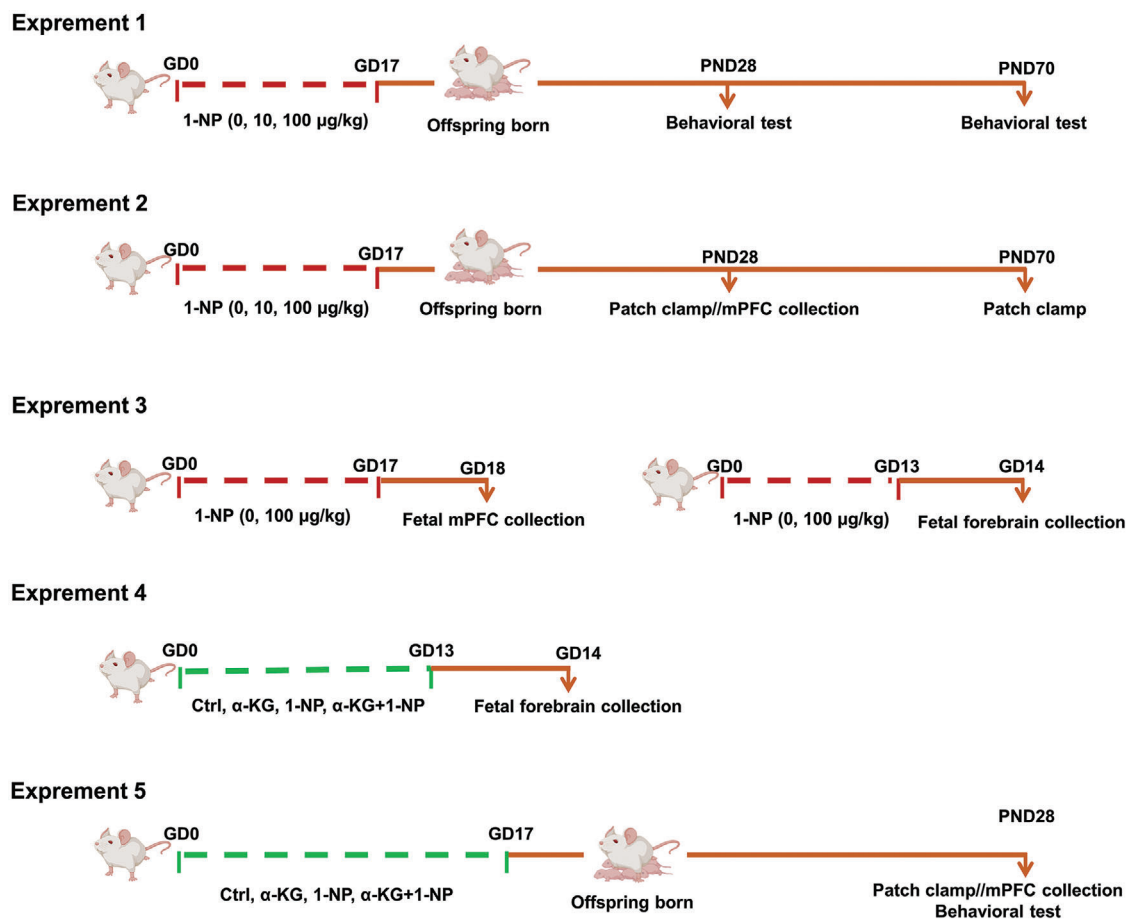 Exprement 1
GD0
GD17
PND28
PND70
1-NP (0, 10, 100 μg/kg)
Offspring born
Behavioral test
Behavioral test
Exprement 2
GD0
GD17
PND28
PND70
1-NP (0, 10, 100 μg/kg)
Offspring born
Patch clamp//mPFC collection
Patch clamp
Exprement 3
GD0
GD17
GD18
1-NP (0, 100 μg/kg)
Fetal mPFC collection
GD0
GD13
GD14
1-NP (0, 100 μg/kg)
Fetal forebrain collection
Exprement 4
GD0
GD13
GD14
Ctrl, α-KG, 1-NP, α-KG+1-NP
Fetal forebrain collection
Exprement 5
GD0
GD17
PND28
Ctrl, α-KG, 1-NP, α-KG+1-NP
Offspring born
Patch clamp//mPFC collection
Behavioral test